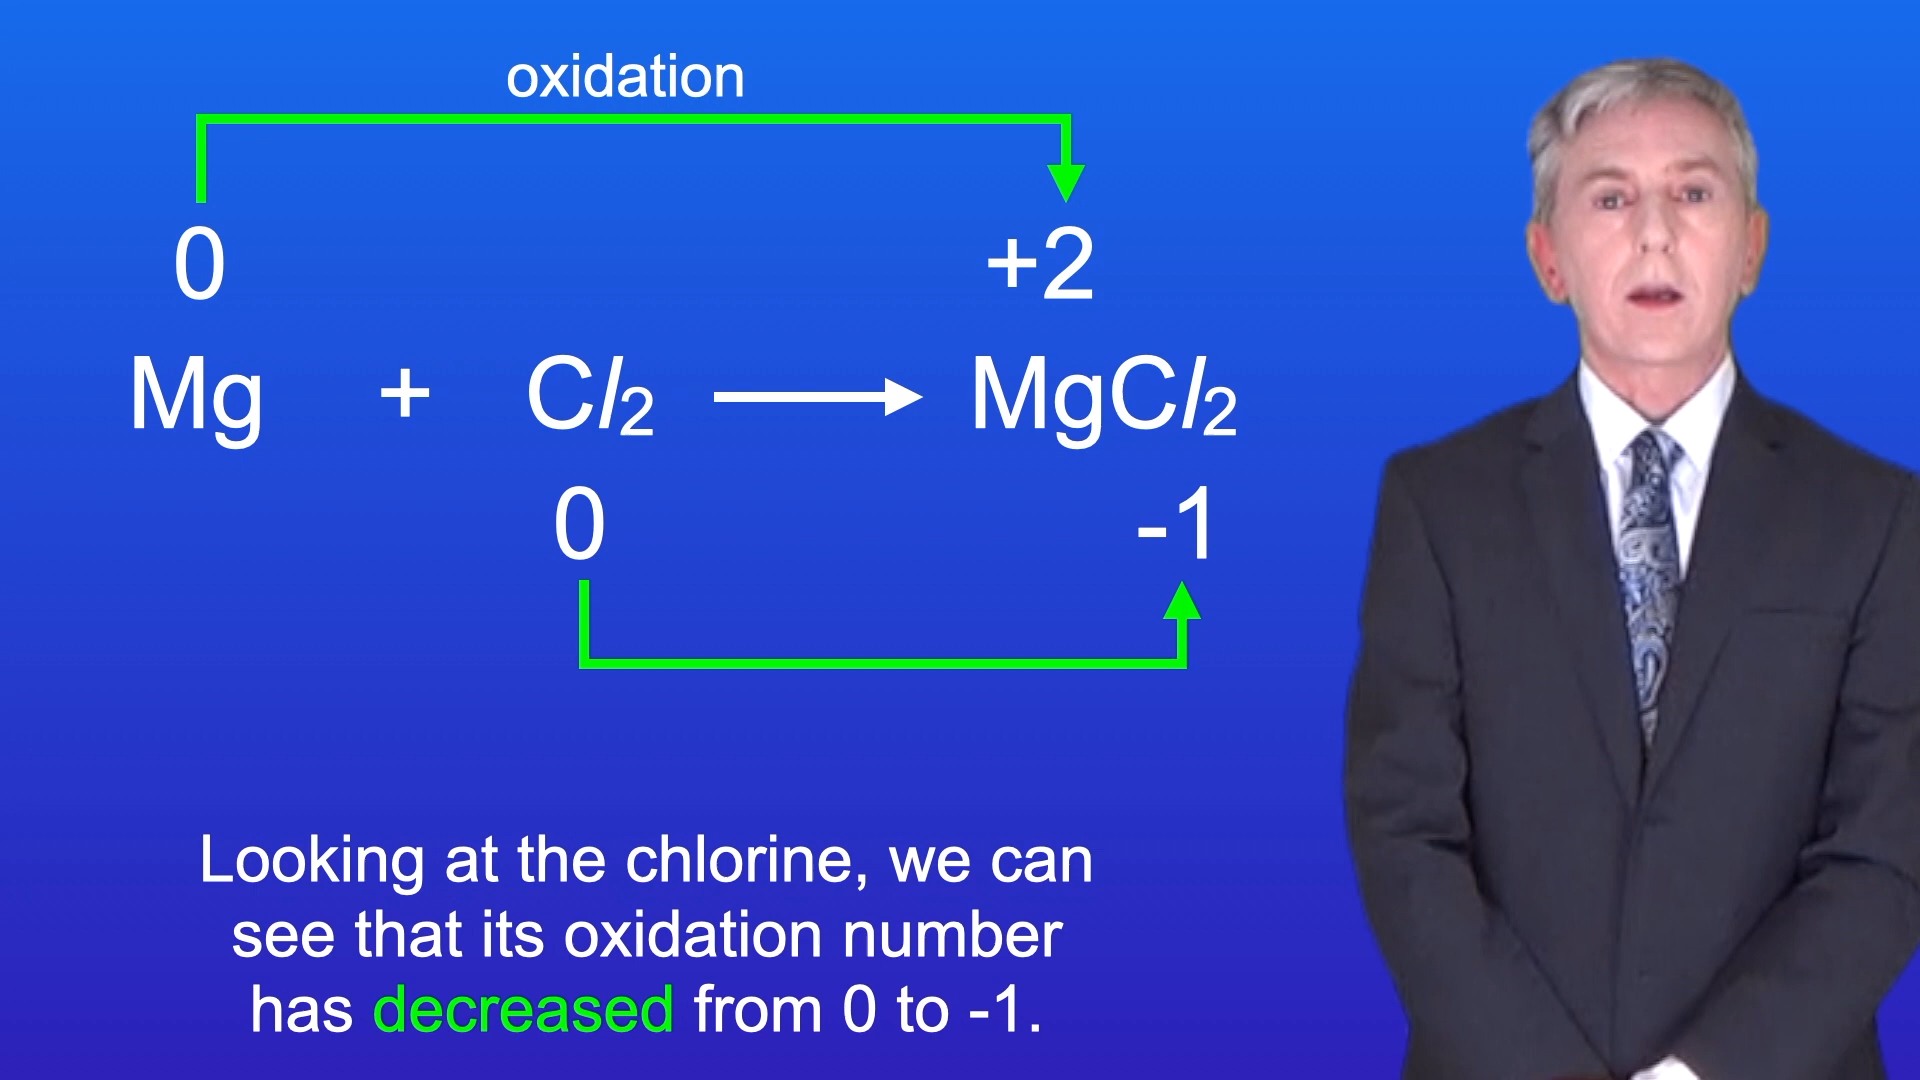 oxidation
0 +2
Mg + Cl2 MgCl2
0 -1
Looking at the chlorine, we can
see that its oxidation number
has decreased from 0 to -1.